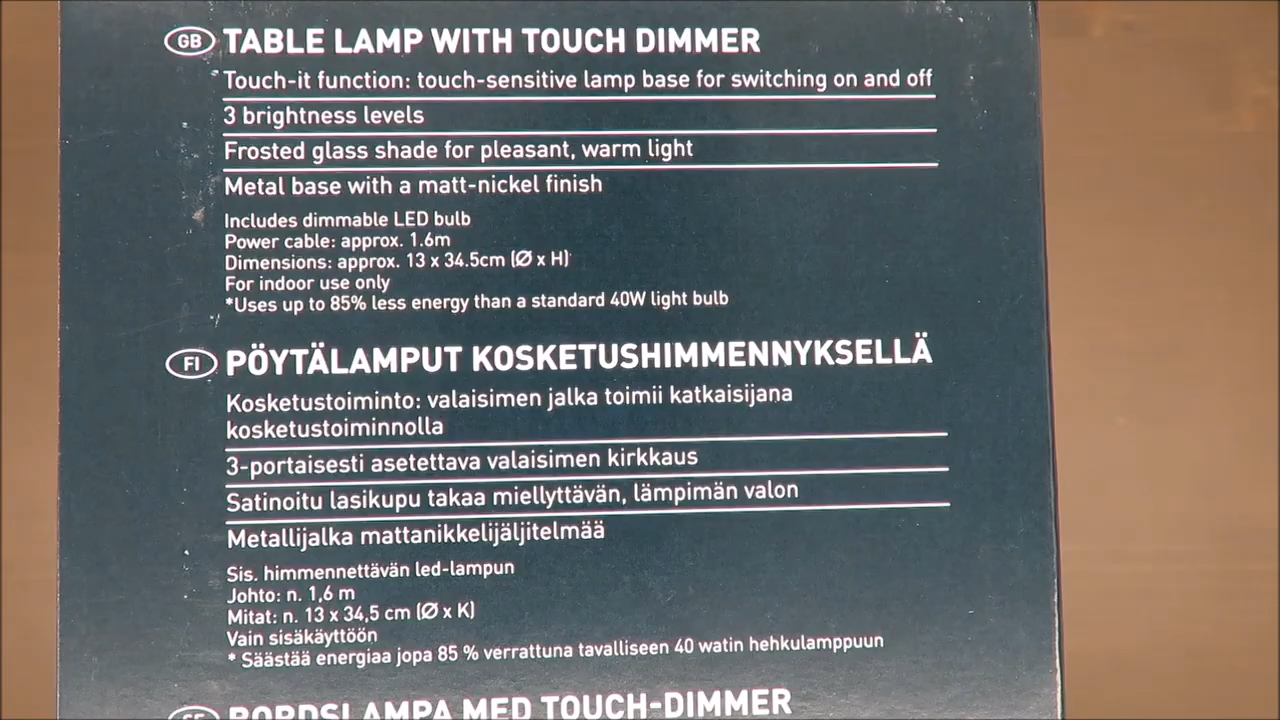 GB TABLE LAMP WITH TOUCH DIMMER
Touch-it function: touch-sensitive lamp base for switching on and off
3 brightness levels
Frosted glass shade for pleasant, warm light
Metal base with a matt-nickel finish
Includes dimmable LED bulb
Power cable: approx. 1.6m
Dimensions: approx. 13 x 34.5cm (Ø x H)
For indoor use only
*Uses up to 85% less energy than a standard 40W light bulb
FI PÖYTÄLAMPUT KOSKETUSHIMMENNYKSELLÄ
Kosketustoiminto: valaisimen jalka toimii katkaisijana
kosketustoiminnolla
3-portaisesti asetettava valaisimen kirkkaus
Satinoitu lasikupu takaa miellyttävän, lämpimän valon
Metallijalka mattanikkelijäljitelmää
Sis. himmennettävän led-lampun
Johto: n. 1,6 m
Mitat: n. 13 x 34,5 cm (Ø x K)
Vain sisäkäyttöön
* Säästää energiaa jopa 85 % verrattuna tavalliseen 40 watin hehkulamppuun
SE BORDSLAMPA MED TOUCH-DIMMER